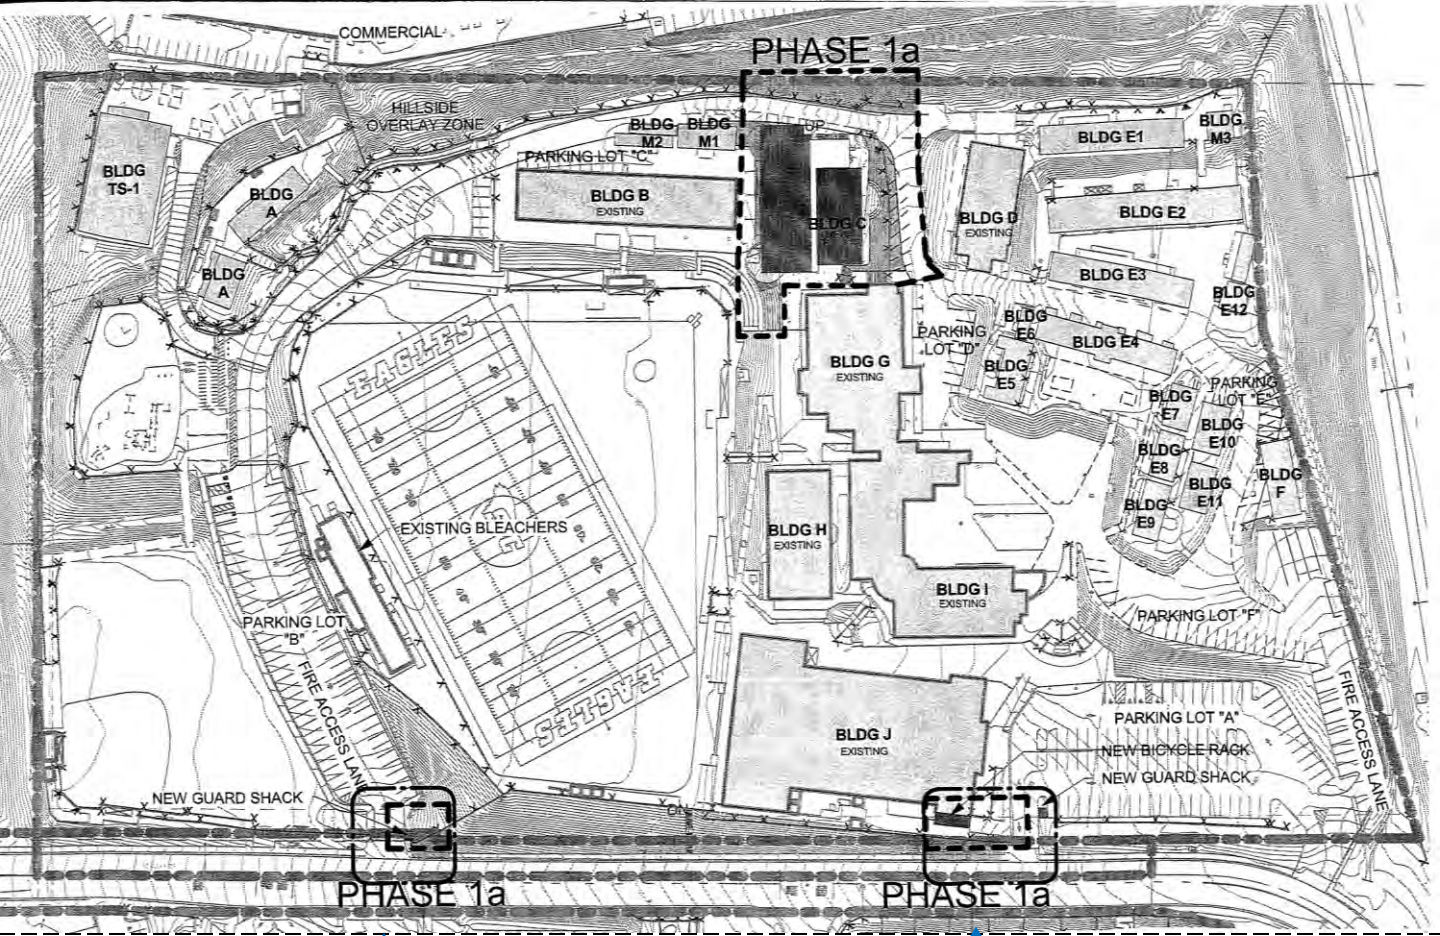 COMMERCIAL
PHASE 1a
HILLSIDE
OVERLAY ZONE
BLDG
M2
BLDG
M1
UP
BLDG E1
BLDG
M3
BLDG
TS-1
PARKING LOT "C"
BLDG
A
BLDG B
EXISTING
BLDG C
BLDG D
EXISTING
BLDG E2
BLDG
A
BLDG E3
BLDG
E12
EAGLES
BLDG G
EXISTING
PARKING
LOT "D"
BLDG
E6
BLDG E4
BLDG
E5
BLDG
E7
PARKING
LOT "E"
BLDG
E10
BLDG
E8
BLDG
E11
BLDG
F
BLDG
E9
EXISTING BLEACHERS
BLDG H
EXISTING
BLDG I
EXISTING
PARKING LOT
"B"
PARKING LOT "F"
FIRE ACCESS LANE
EAGLES
FIRE ACCESS LANE
BLDG J
EXISTING
PARKING LOT "A"
NEW BICYCLE RACK
NEW GUARD SHACK
NEW GUARD SHACK
PHASE 1a
PHASE 1a